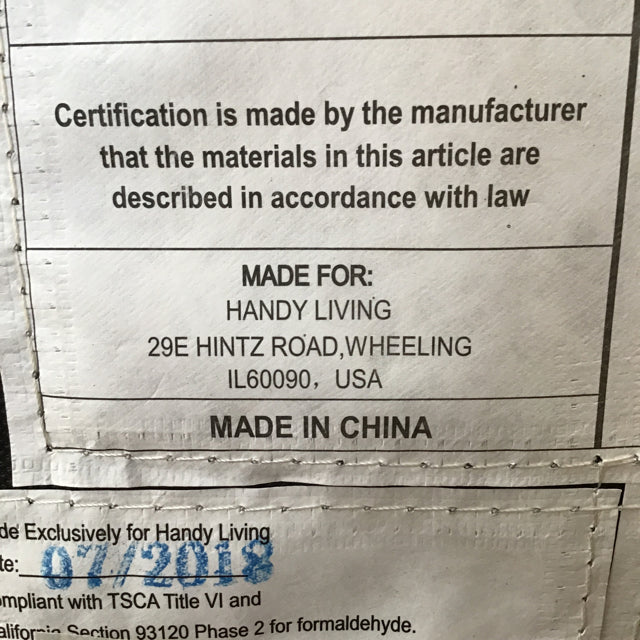 Certification is made by the manufacturer
that the materials in this article are
described in accordance with law
MADE FOR:
HANDY LIVING
29E HINTZ ROAD,WHEELING
IL60090, USA
MADE IN CHINA
de Exclusively for Handy Living
te: 07/2018
mpliant with TSCA Title VI and
alifornia Section 93120 Phase 2 for formaldehyde.